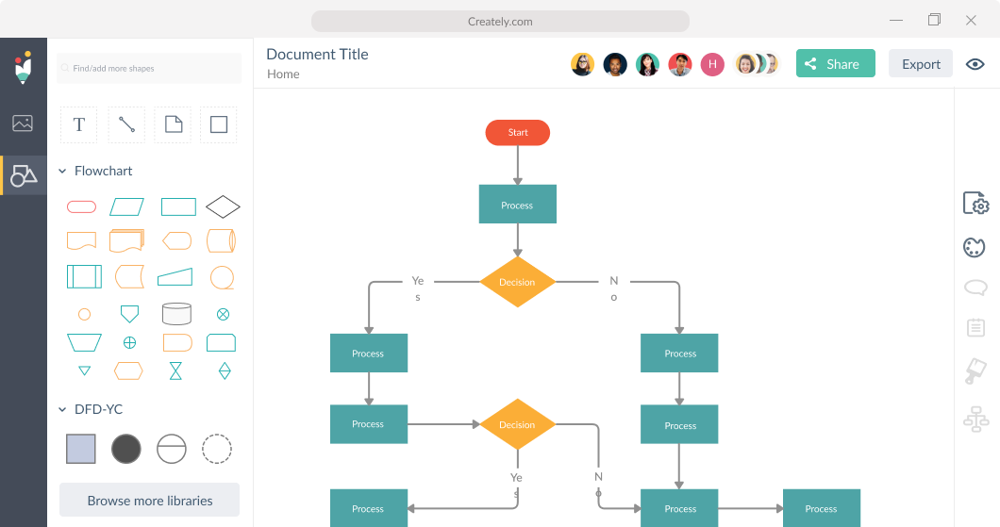 Creately.com
Document Title
Home
H
Share
Export
Find/add more shapes
T
Flowchart
DFD-YC
Browse more libraries
Start
Process
Decision
Ye
s
N
o
Process
Process
Process
Decision
Process
Ye
s
N
o
Process
Process
Process